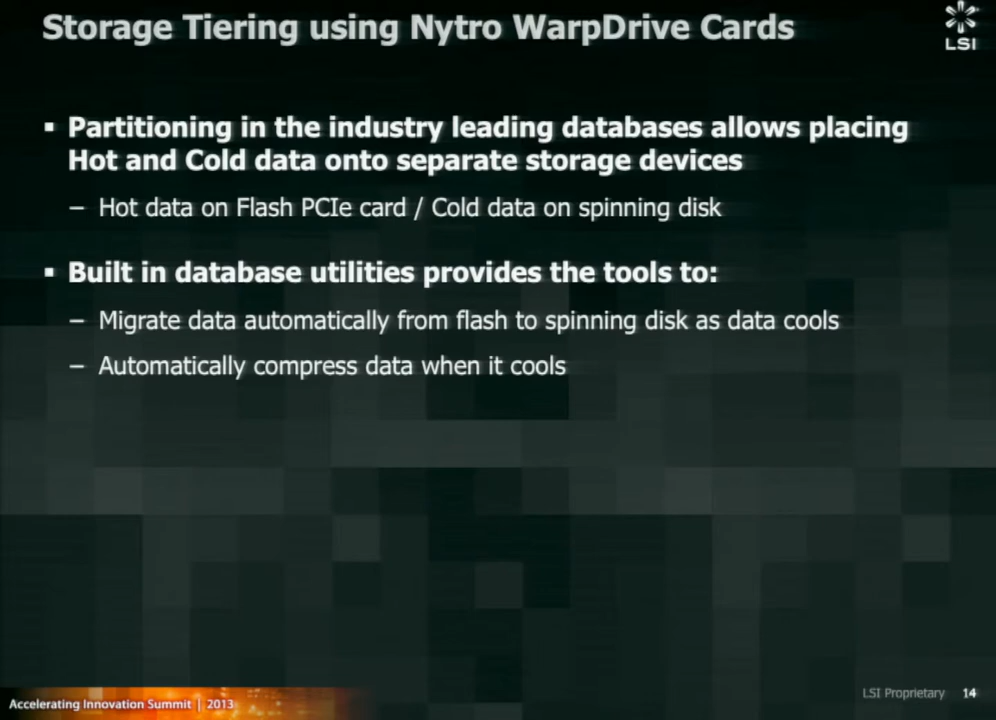 Storage Tiering using Nytro WarpDrive Cards
LSI
▪ Partitioning in the industry leading databases allows placing
Hot and Cold data onto separate storage devices
– Hot data on Flash PCIe card / Cold data on spinning disk
▪ Built in database utilities provides the tools to:
– Migrate data automatically from flash to spinning disk as data cools
– Automatically compress data when it cools
Accelerating Innovation Summit | 2013
LSI Proprietary 14